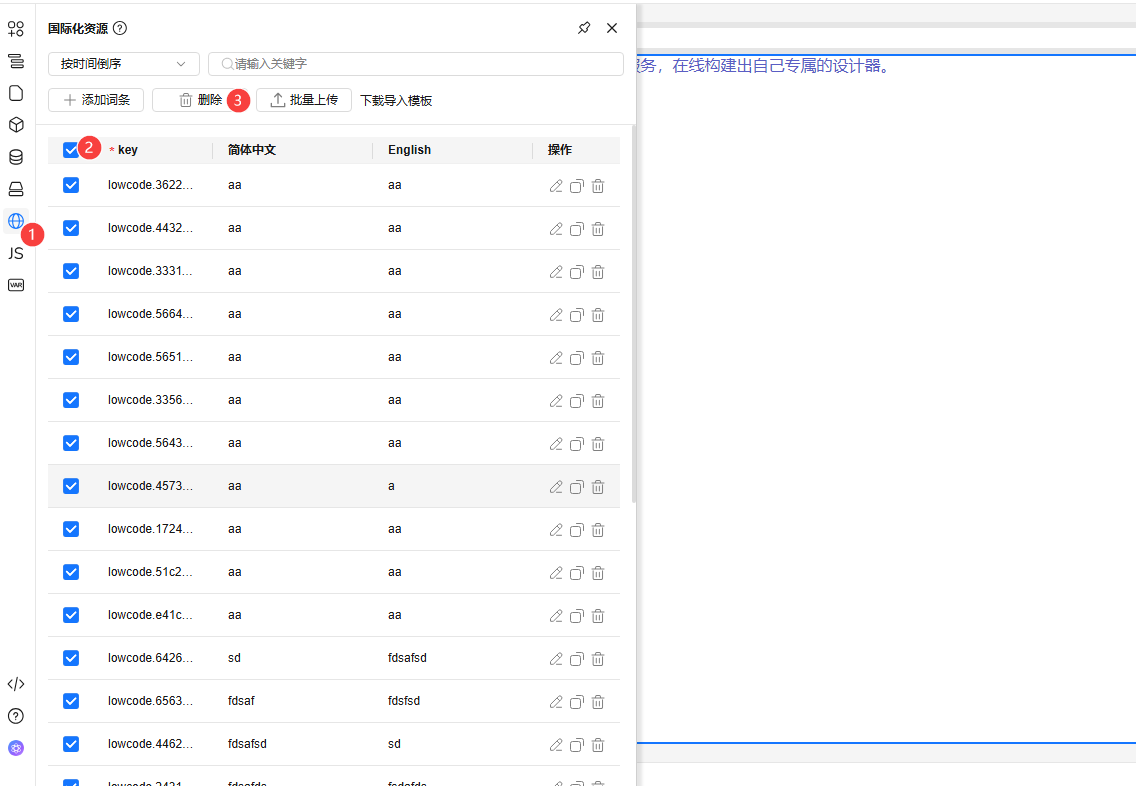 国际化资源
按时间倒序 请输入关键字
添加词条 删除 3 批量上传 下载导入模板
服务，在线构建出自己专属的设计器。
2 * key 简体中文 English 操作
lowcode.3622... aa aa
lowcode.4432... aa aa
1
JS
lowcode.3331... aa aa
VAR
lowcode.5664... aa aa
lowcode.5651... aa aa
lowcode.3356... aa aa
lowcode.5643... aa aa
lowcode.4573... aa a
lowcode.1724... aa aa
lowcode.51c2... aa aa
lowcode.e41c... aa aa
lowcode.6426... sd fdsafsd
lowcode.6563... fdsaf fdsfsd
lowcode.4462... fdsafsd sd